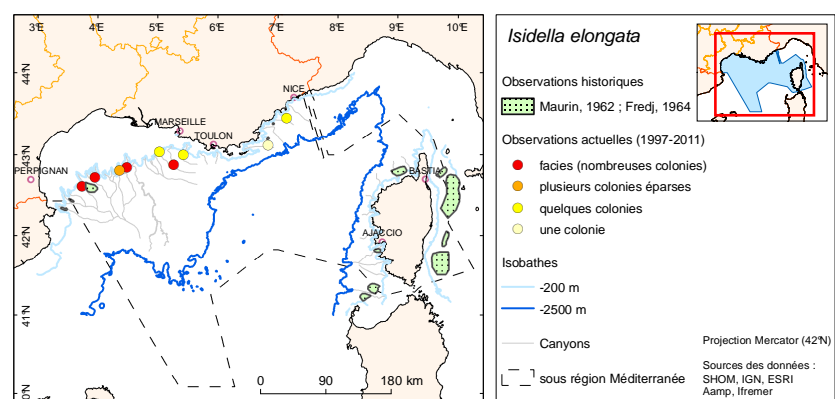 3°E 4°E 5°E 6°E 7°E 8°E 9°E 10°E
44°N
43°N
42°N
41°N
0°N
NICE
MARSEILLE
TOULON
PERPIGNAN
BASTIA
AJACCIO
0 90 180 km
Isidella elongata
Observations historiques
Maurin, 1962 ; Fredj, 1964
Observations actuelles (1997-2011)
facies (nombreuses colonies)
plusieurs colonies éparses
quelques colonies
une colonie
Isobathes
-200 m
-2500 m
Canyons
sous région Méditerranée
Projection Mercator (42°N)
Sources des données :
SHOM, IGN, ESRI
Aamp, Ifremer